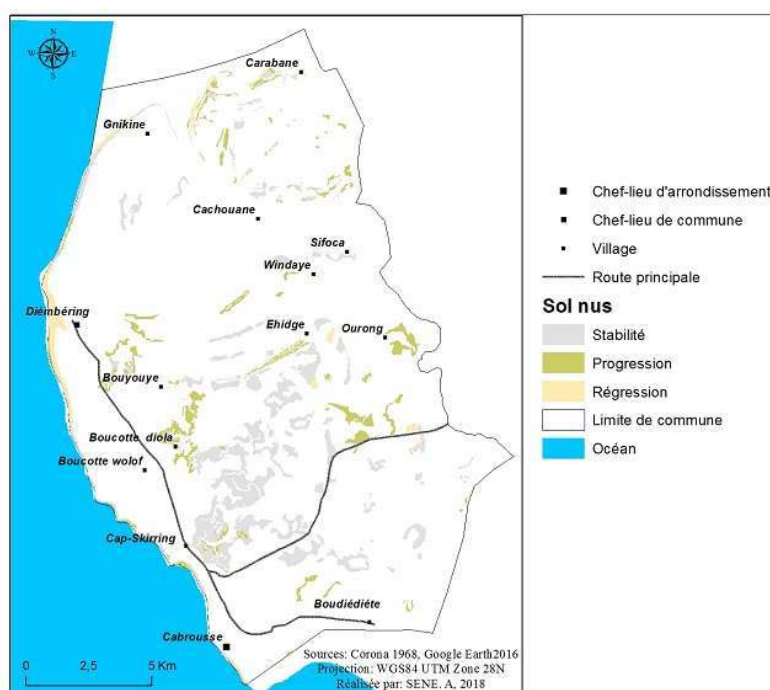 N
W E
S
Carabane
Gnikine
Cachouane
Sifoca
Windaye
Diémbéring
Ehidge
Ourong
Bouyouye
Boucotte diola
Boucotte wolof
Cap-Skirring
Boudiédiéte
Cabrousse
0 2,5 5 Km
Sources: Corona 1968, Google Earth2016
Projection: WGS84 UTM Zone 28N
Réalisée par: SENE. A, 2018
Chef-lieu d'arrondissement
Chef-lieu de commune
Village
Route principale
Sol nus
Stabilité
Progression
Régression
Limite de commune
Océan